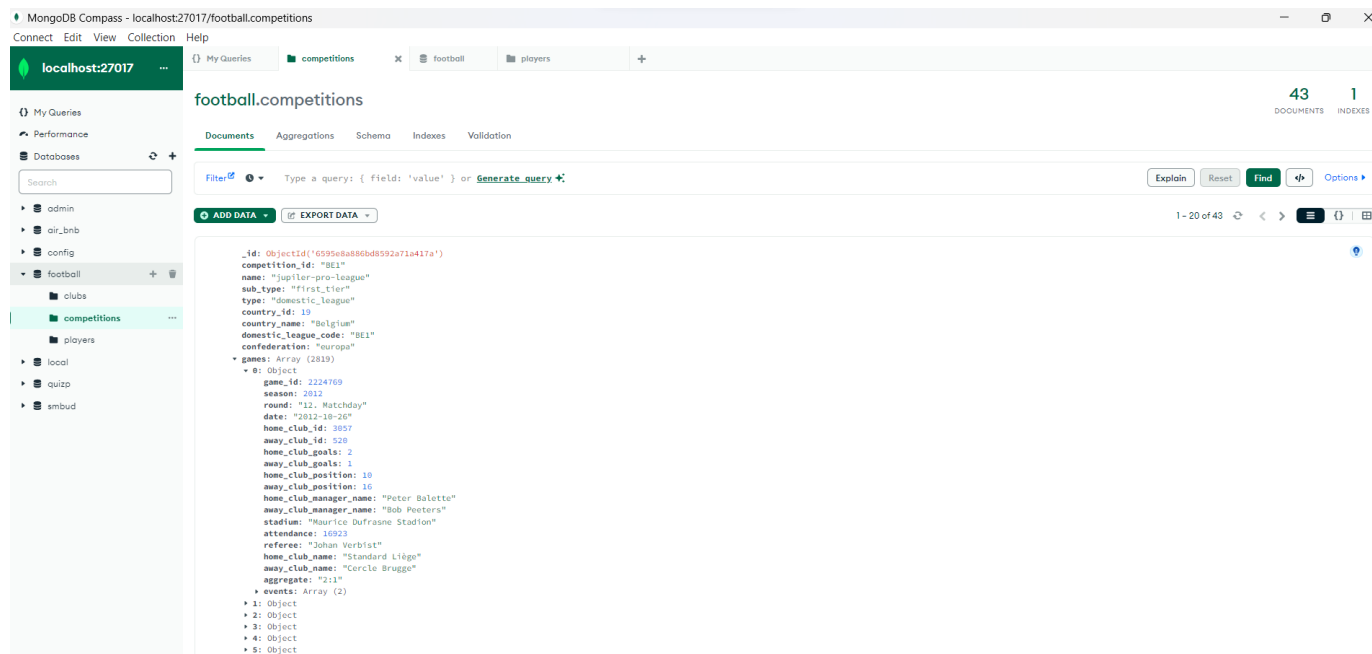 MongoDB Compass - localhost:27017/football.competitions
Connect Edit View Collection Help
localhost:27017 ...
{} My Queries
competitions
football
players
football.competitions
43
DOCUMENTS
1
INDEXES
{} My Queries
Performance
Databases
Search
admin
air_bnb
config
football
clubs
competitions ...
players
local
quizp
smbud
Documents Aggregations Schema Indexes Validation
Filter Type a query: { field: 'value' } or Generate query
Explain Reset Find </> Options
ADD DATA EXPORT DATA
1 – 20 of 43 {}
_id: ObjectId('6595e8a886bd8592a71a417a')
competition_id: "BE1"
name: "jupiler-pro-league"
sub_type: "first_tier"
type: "domestic_league"
country_id: 19
country_name: "Belgium"
domestic_league_code: "BE1"
confederation: "europa"
games: Array (2819)
0: Object
game_id: 2224769
season: 2012
round: "12. Matchday"
date: "2012-10-26"
home_club_id: 3057
away_club_id: 520
home_club_goals: 2
away_club_goals: 1
home_club_position: 10
away_club_position: 16
home_club_manager_name: "Peter Balette"
away_club_manager_name: "Bob Peeters"
stadium: "Maurice Dufrasne Stadion"
attendance: 16923
referee: "Johan Verbist"
home_club_name: "Standard Liège"
away_club_name: "Cercle Brugge"
aggregate: "2:1"
events: Array (2)
1: Object
2: Object
3: Object
4: Object
5: Object